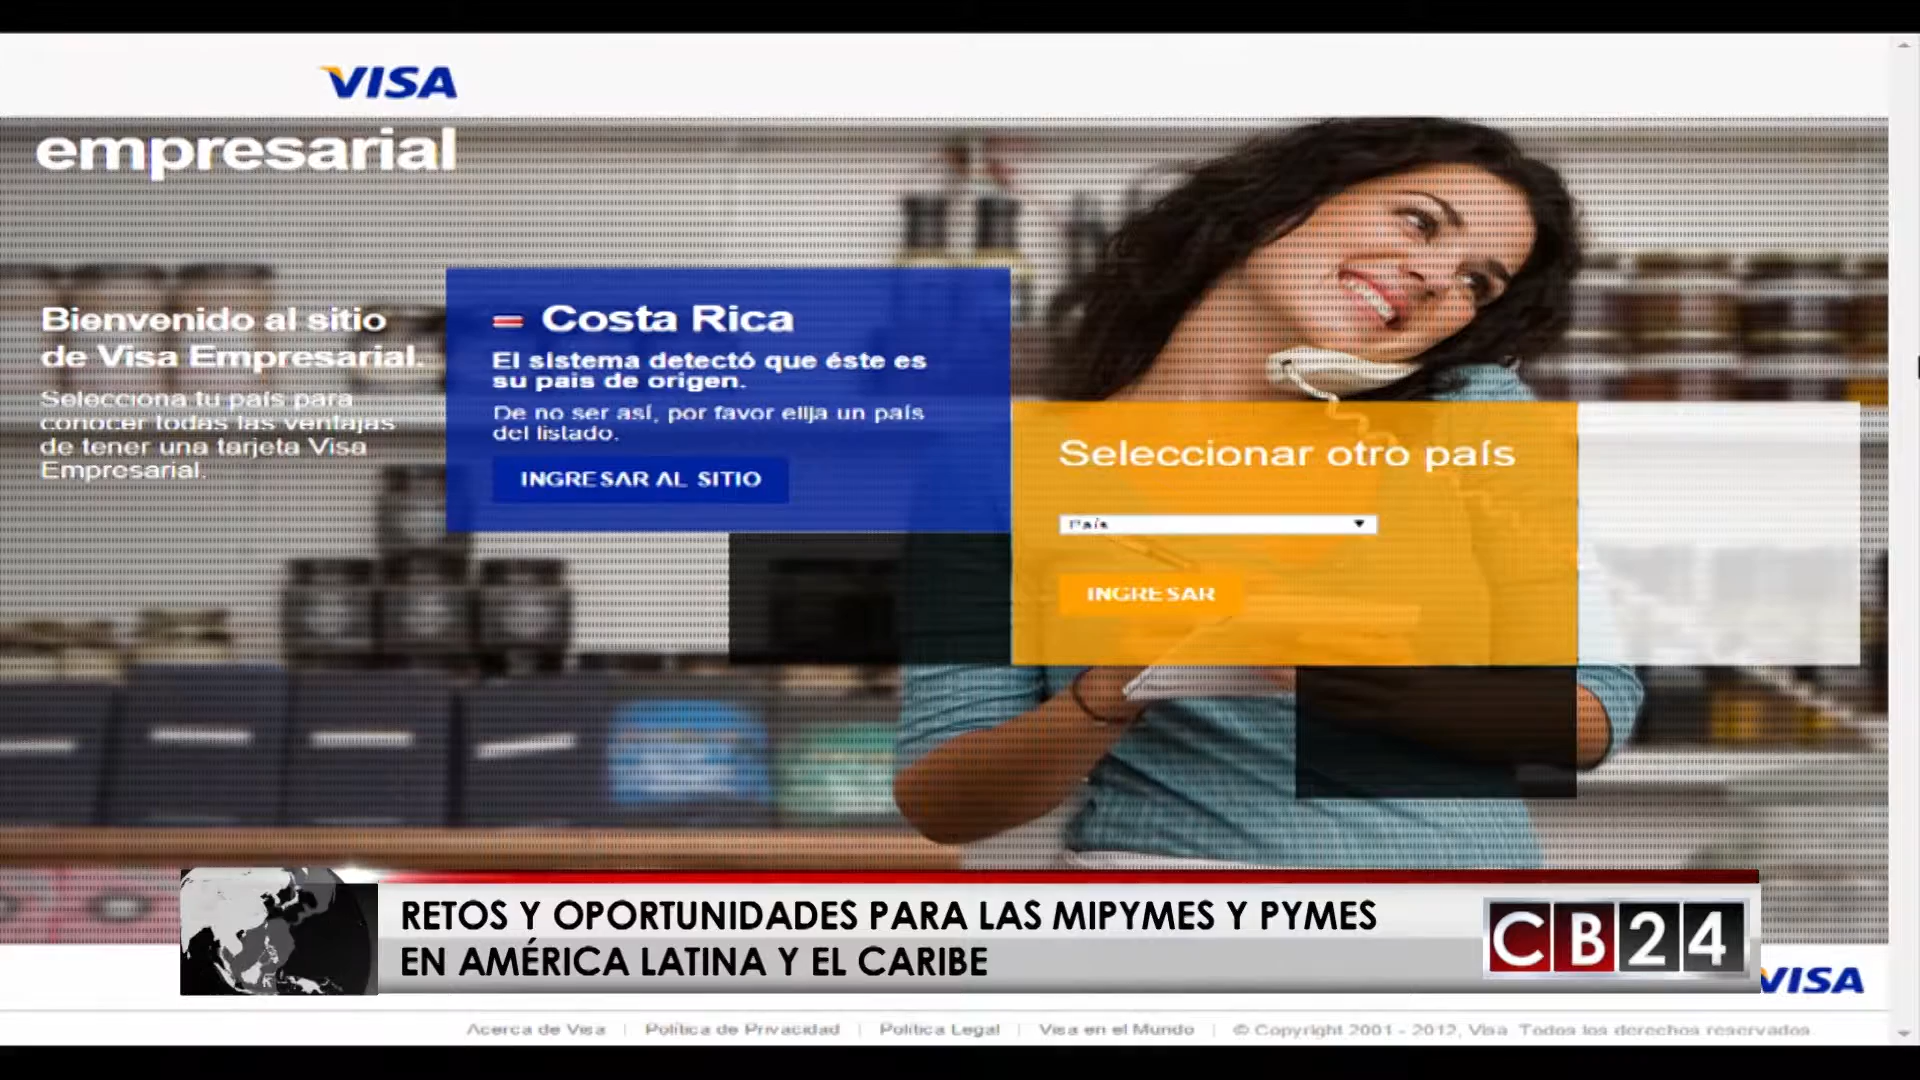 VISA
empresarial
Bienvenido al sitio
de Visa Empresarial.
Selecciona tu país para
conocer todas las ventajas
de tener una tarjeta Visa
Empresarial.
Costa Rica
El sistema detectó que éste es
su pais de origen.
De no ser así, por favor elija un país
del listado.
INGRESAR AL SITIO
Seleccionar otro país
País
INGRESAR
RETOS Y OPORTUNIDADES PARA LAS MIPYMES Y PYMES
EN AMÉRICA LATINA Y EL CARIBE
CB24
VISA
Acerca de Visa | Política de Privacidad | Política Legal | Visa en el Mundo | © Copyright 2001 - 2012, Visa. Todos los derechos reservados